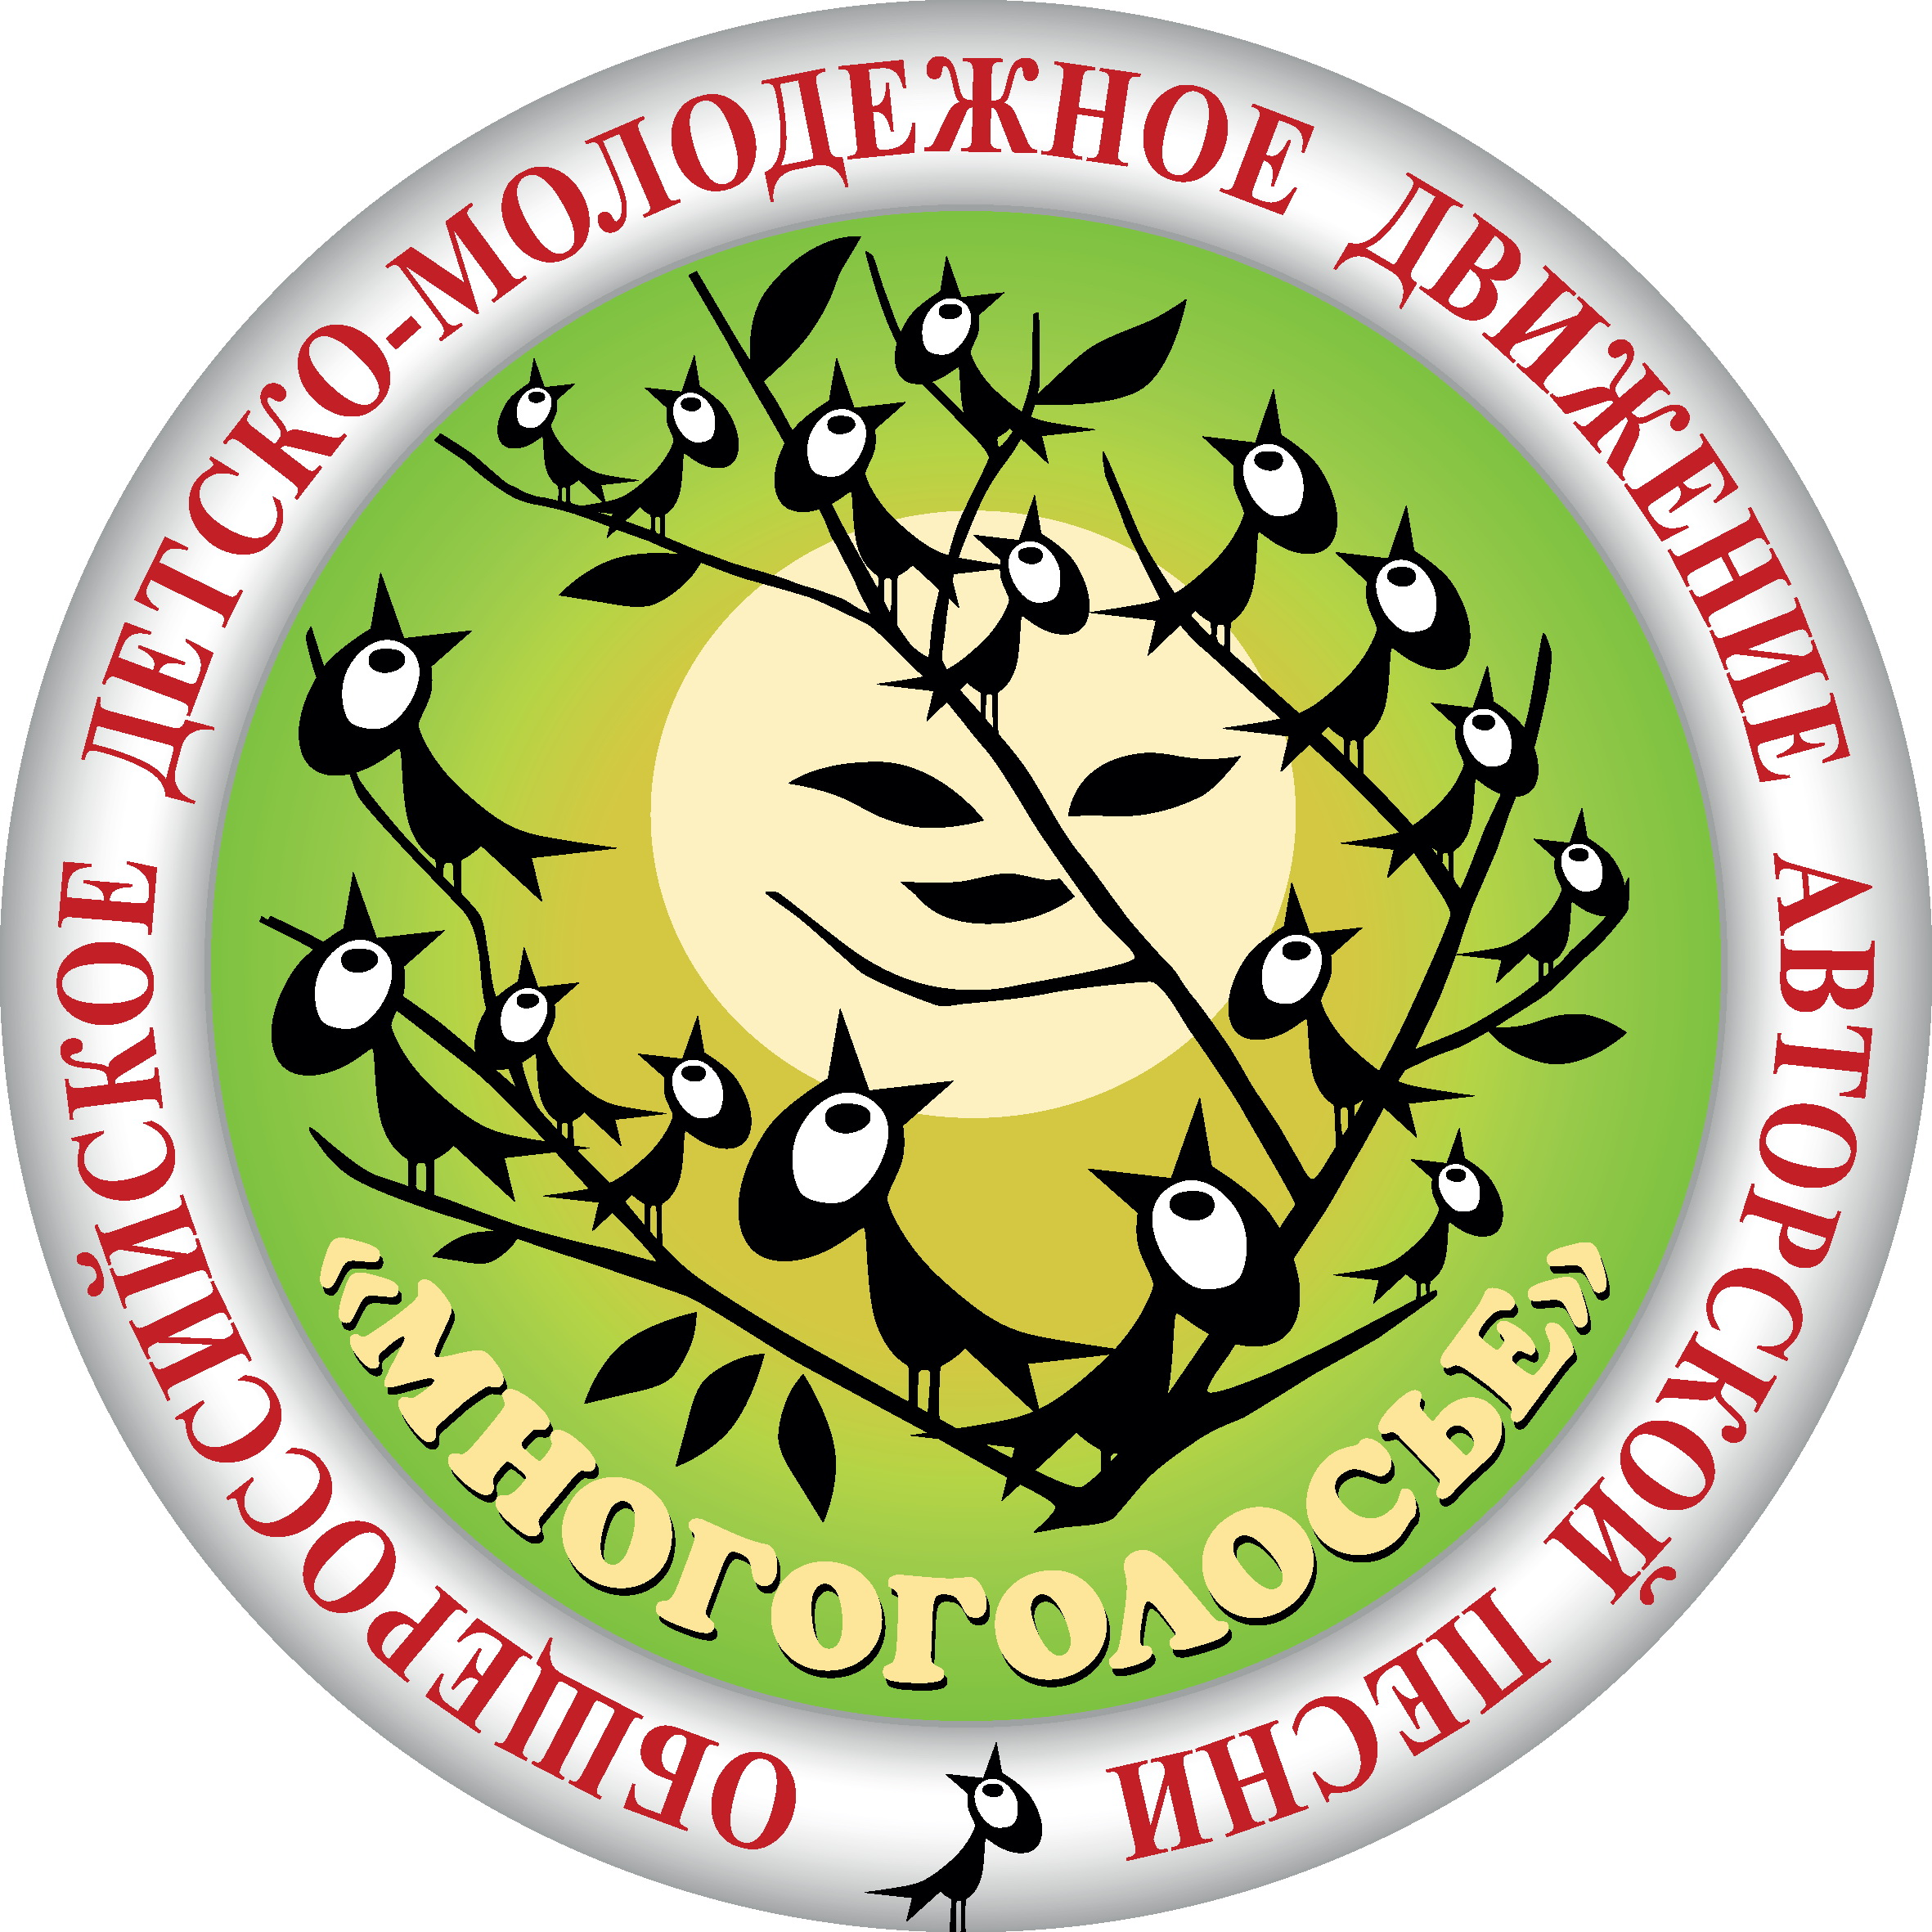 ОБЩЕРОССИЙСКОЕ ДЕТСКО-МОЛОДЕЖНОЕ ДВИЖЕНИЕ АВТОРСКОЙ ПЕСНИ
«МНОГОГОЛОСЬЕ»